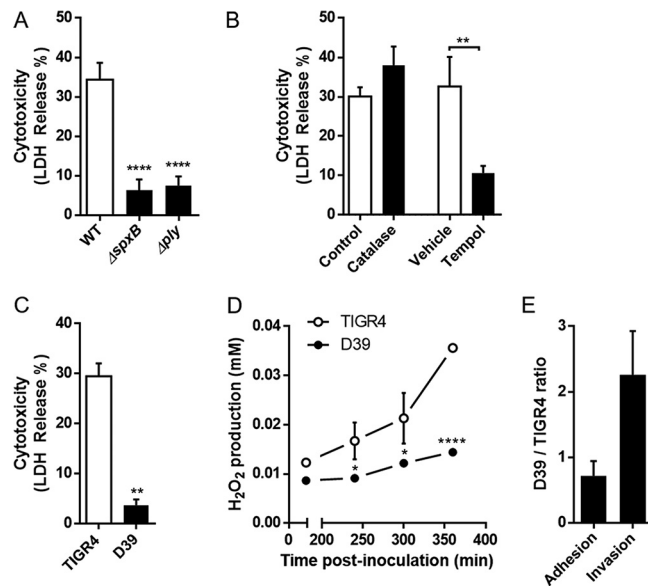 A
Cytotoxicity
(LDH Release %)
50
40
30
20
10
0
****
****
WT
ΔspxB
Δply
B
Cytotoxicity
(LDH Release %)
50
40
30
20
10
0
**
Control
Catalase
Vehicle
Tempol
C
Cytotoxicity
(LDH Release %)
40
30
20
10
0
**
TIGR4
D39
D
TIGR4
D39
H2O2 production (mM)
0.04
0.03
0.02
0.01
0.00
*
*
****
0
200
250
300
350
400
Time post-inoculation (min)
E
D39 / TIGR4 ratio
3
2
1
0
Adhesion
Invasion